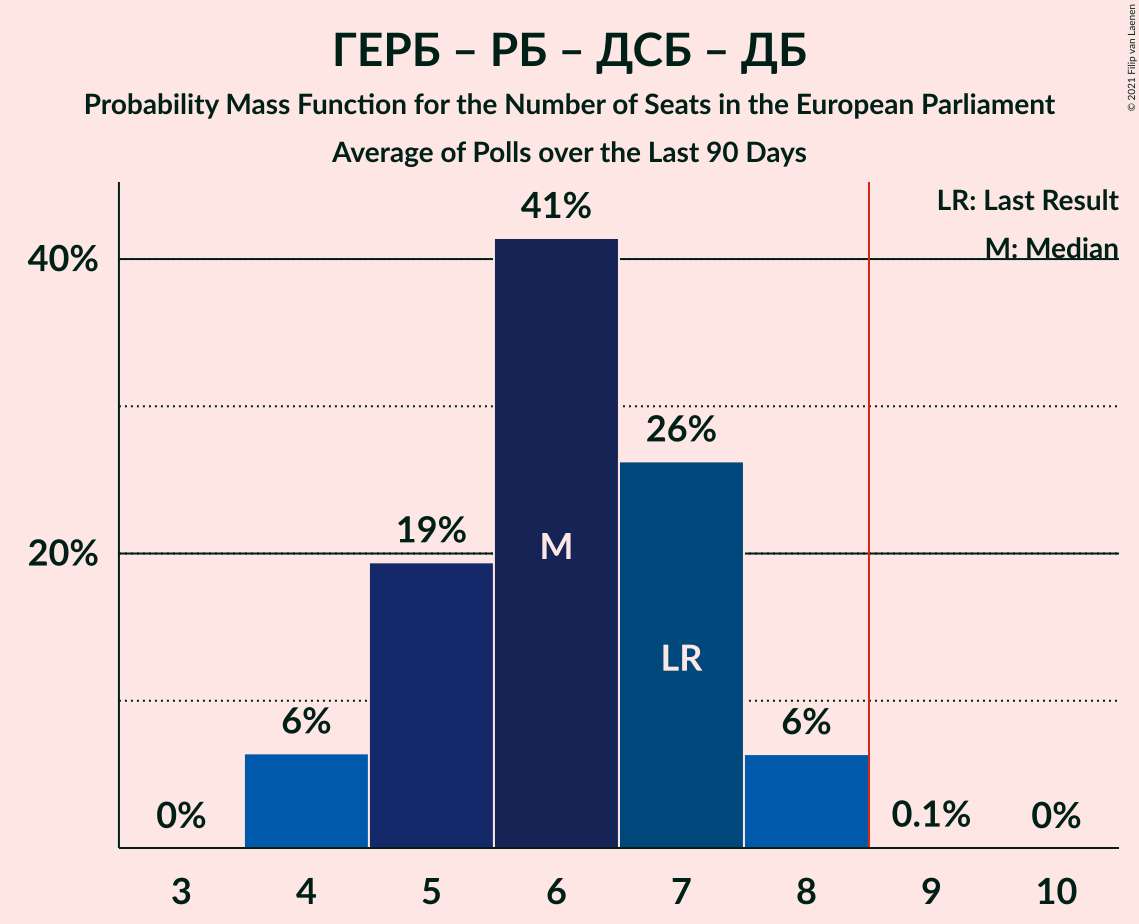 ГЕРБ – РБ – ДСБ – ДБ
Probability Mass Function for the Number of Seats in the European Parliament
Average of Polls over the Last 90 Days
© 2021 Filip van Laenen
LR: Last Result
M: Median
40%
20%
0%
6%
19%
41%
26%
6%
0.1%
0%
M
LR
3 4 5 6 7 8 9 10